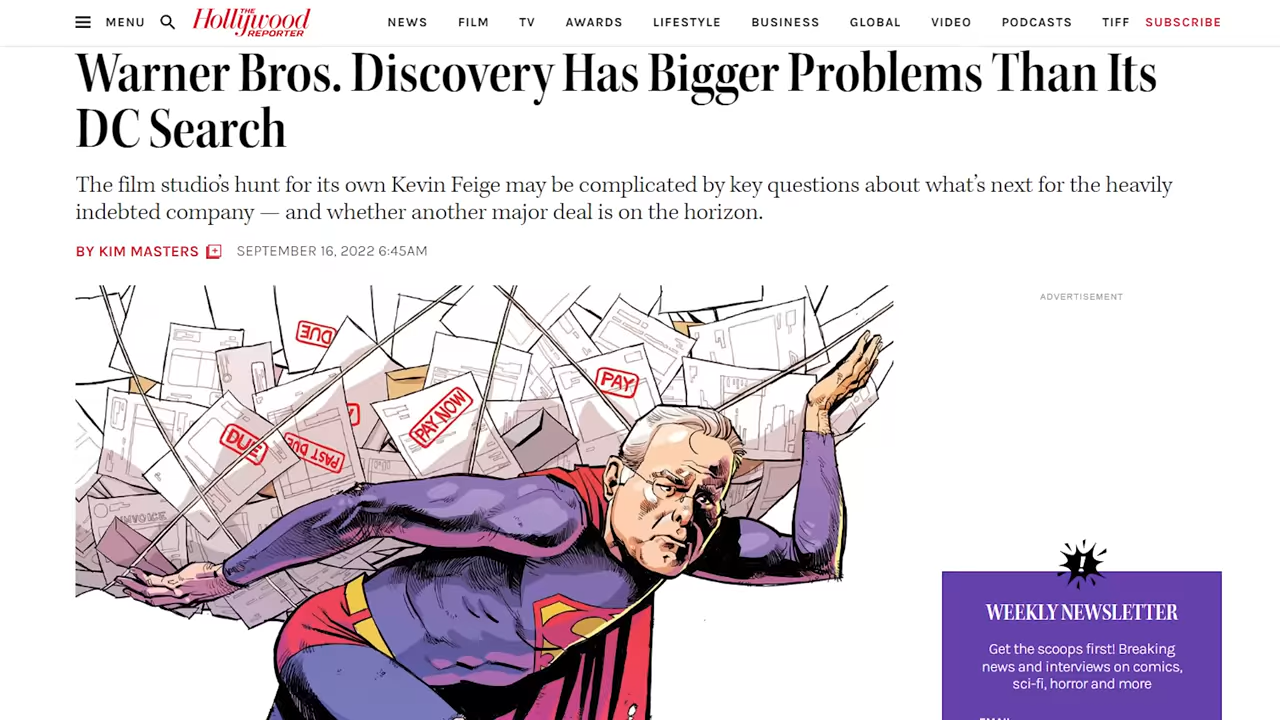 MENU
THE
Hollywood
REPORTER
NEWS
FILM
TV
AWARDS
LIFESTYLE
BUSINESS
GLOBAL
VIDEO
PODCASTS
TIFF
SUBSCRIBE
Warner Bros. Discovery Has Bigger Problems Than Its
DC Search
The film studio's hunt for its own Kevin Feige may be complicated by key questions about what's next for the heavily
indebted company — and whether another major deal is on the horizon.
BY KIM MASTERS
SEPTEMBER 16, 2022 6:45AM
ADVERTISEMENT
DUE
PAY
PAY NOW
DUE
PAST DUE
INVOICE
S
!
WEEKLY NEWSLETTER
Get the scoops first! Breaking
news and interviews on comics,
sci-fi, horror and more